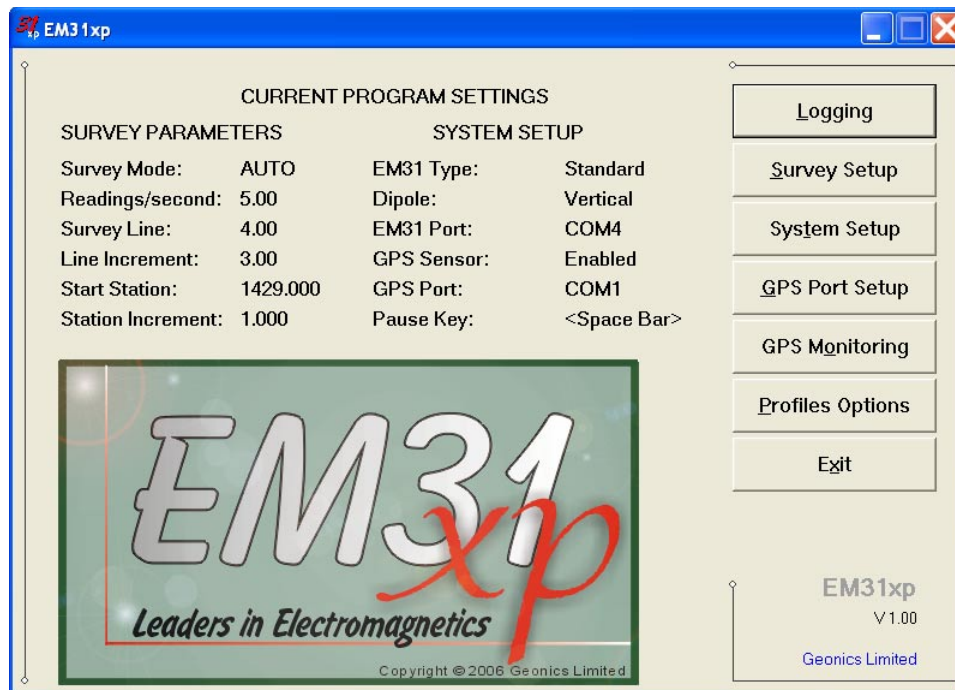 EM31xp
CURRENT PROGRAM SETTINGS
SURVEY PARAMETERS
Survey Mode: AUTO
Readings/second: 5.00
Survey Line: 4.00
Line Increment: 3.00
Start Station: 1429.000
Station Increment: 1.000
SYSTEM SETUP
EM31 Type: Standard
Dipole: Vertical
EM31 Port: COM4
GPS Sensor: Enabled
GPS Port: COM1
Pause Key: <Space Bar>
Logging
Survey Setup
System Setup
GPS Port Setup
GPS Monitoring
Profiles Options
Exit
EM31
xp
Leaders in Electromagnetics
Copyright © 2006 Geonics Limited
EM31xp
V 1.00
Geonics Limited